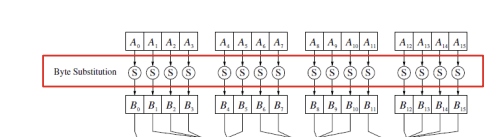 A0 A1 A2 A3 A4 A5 A6 A7 A8 A9 A10 A11 A12 A13 A14 A15
Byte Substitution S S S S S S S S S S S S S S S S
B0 B1 B2 B3 B4 B5 B6 B7 B8 B9 B10 B11 B12 B13 B14 B15